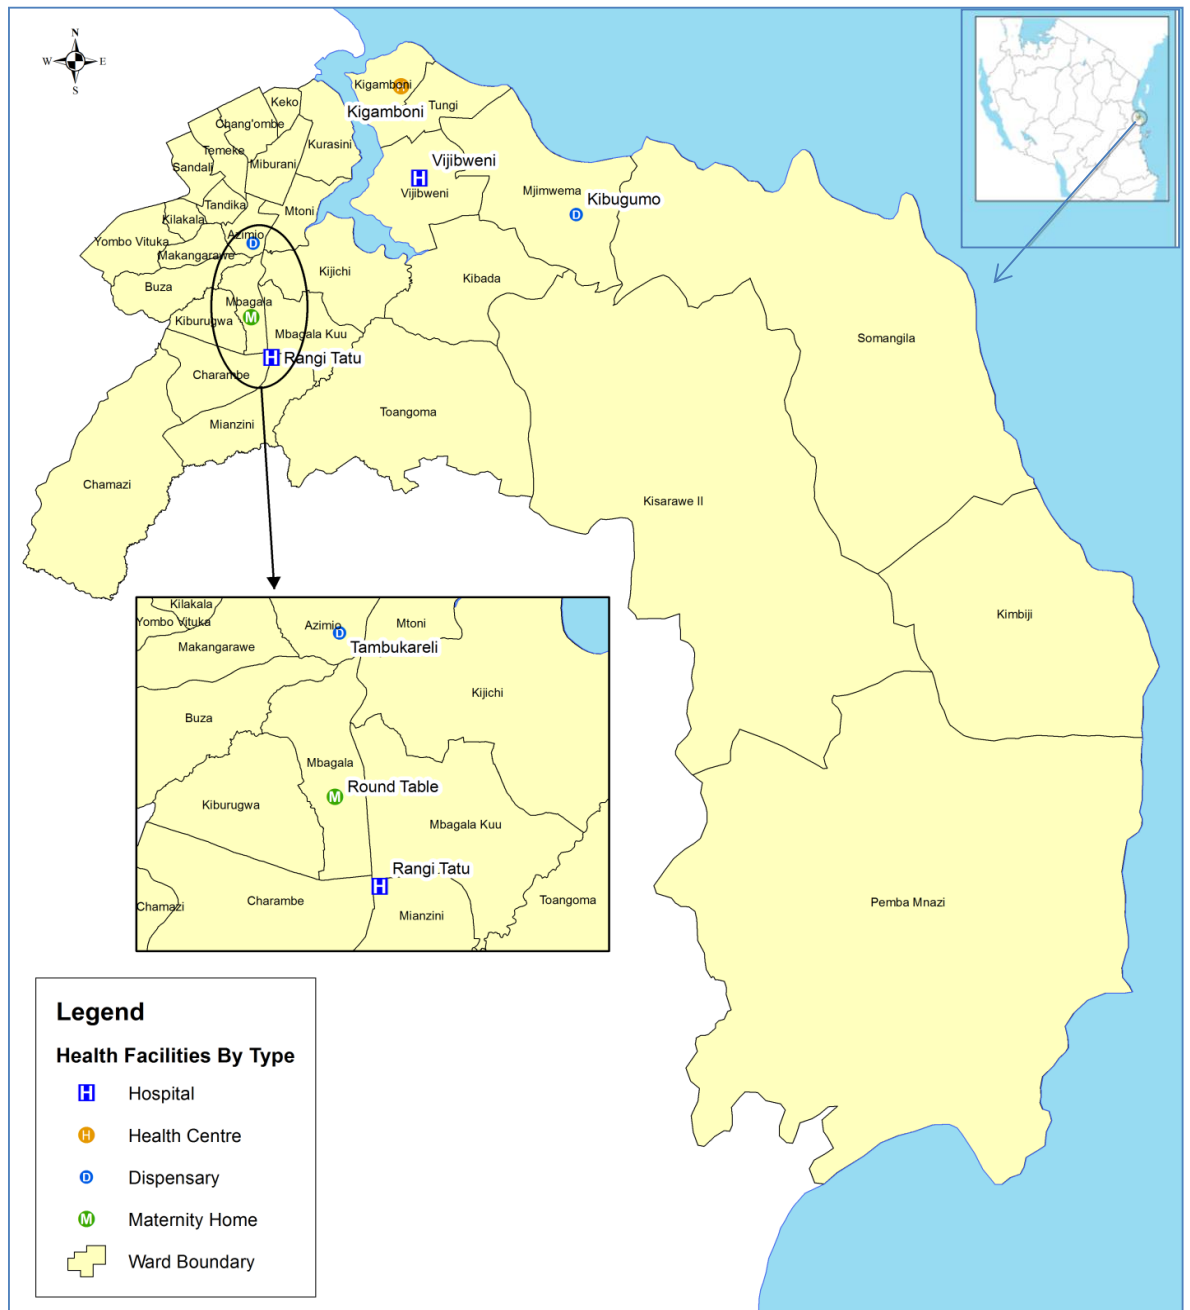 N
W
E
S
Kigamboni
Kigamboni
Tungi
Keko
Chang'ombe
Kurasini
Temeke
Miburani
Sandali
Vijibweni
Vijibweni
Mjimwema
Kibugumo
Tandika
Mtoni
Kilakala
Azimio
Yombo Vituka
Makangarawe
Kijichi
Kibada
Buza
Mbagala
Kiburugwa
Mbagala Kuu
Rangi Tatu
Charambe
Somangila
Toangoma
Mianzini
Chamazi
Kisarawe II
Kimbiji
Pemba Mnazi
Kilakala
Yombo Vituka
Azimio
Mtoni
Makangarawe
Tambukareli
Kijichi
Buza
Mbagala
Round Table
Kiburugwa
Mbagala Kuu
Rangi Tatu
Charambe
Chamazi
Mianzini
Toangoma
Legend
Health Facilities By Type
H Hospital
H Health Centre
D Dispensary
M Maternity Home
Ward Boundary